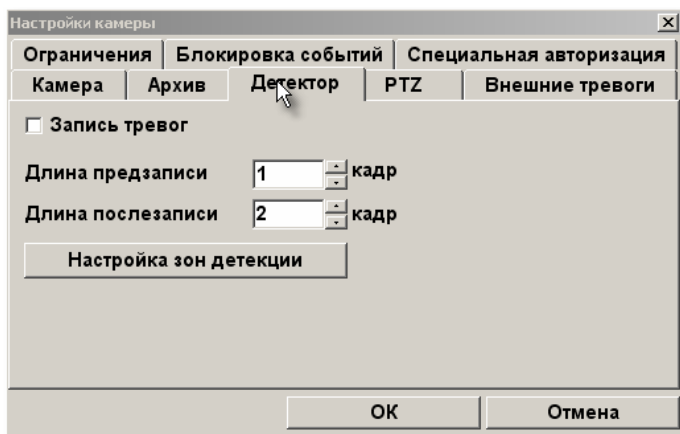 Настройки камеры
Ограничения Блокировка событий Специальная авторизация
Камера Архив Детектор PTZ Внешние тревоги
Запись тревог
Длина предзаписи 1 кадр
Длина послезаписи 2 кадр
Настройка зон детекции
ОК Отмена